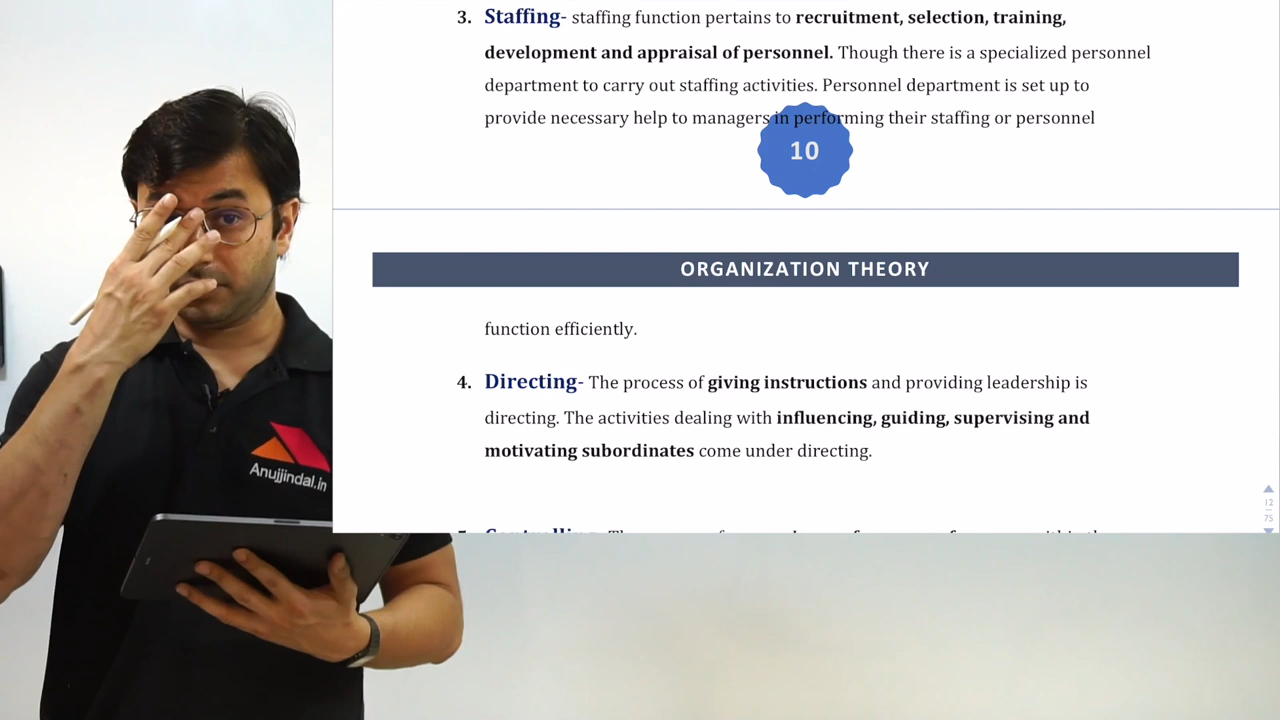 3. Staffing- staffing function pertains to recruitment, selection, training,
development and appraisal of personnel. Though there is a specialized personnel
department to carry out staffing activities. Personnel department is set up to
provide necessary help to managers in performing their staffing or personnel
10
ORGANIZATION THEORY
function efficiently.
4. Directing- The process of giving instructions and providing leadership is
directing. The activities dealing with influencing, guiding, supervising and
motivating subordinates come under directing.
12
75
Anujjindal.in